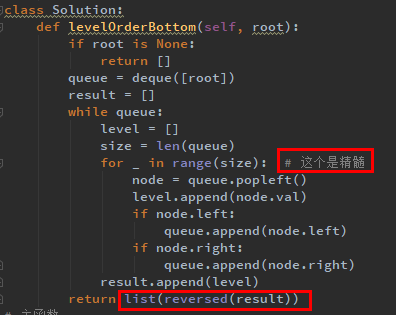 class Solution:
    def levelOrderBottom(self, root):
        if root is None:
            return []
        queue = deque([root])
        result = []
        while queue:
            level = []
            size = len(queue)
            for _ in range(size):  # 这个是精髓
                node = queue.popleft()
                level.append(node.val)
                if node.left:
                    queue.append(node.left)
                if node.right:
                    queue.append(node.right)
            result.append(level)
        return list(reversed(result))
# 主函数